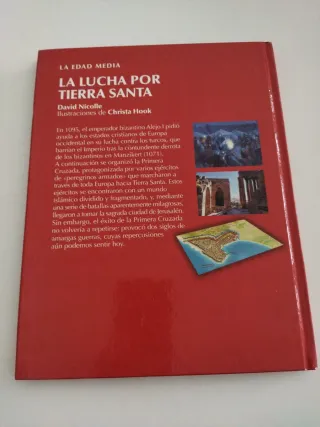 LA EDAD MEDIA
LA LUCHA POR
TIERRA SANTA
David Nicolle
Ilustraciones de Christa Hook
En 1095, el emperador bizantino Alejo I pidió
ayuda a los estados cristianos de Europa
occidental en su lucha contra los turcos, que
barrían el Imperio tras la contundente derrota
de los bizantinos en Manzikert (1071).
A continuación se organizó la Primera
Cruzada, protagonizada por varios ejércitos
de «peregrinos armados» que marcharon a
través de toda Europa hacia Tierra Santa. Estos
ejércitos se encontraron con un mundo
islámico dividido y fragmentado, y, mediante
una serie de batallas aparentemente milagrosas,
llegaron a tomar la sagrada ciudad de Jerusalén.
Sin embargo, el éxito de la Primera Cruzada
no volvería a repetirse: provocó dos siglos de
amargas guerras, cuyas repercusiones
aún podemos sentir hoy.